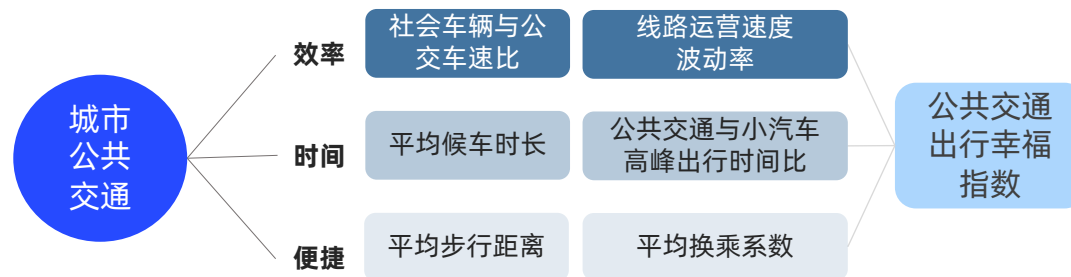 城市
公共
交通
效率
社会车辆与公
交车速比
线路运营速度
波动率
时间
平均候车时长
公共交通与小汽车
高峰出行时间比
便捷
平均步行距离
平均换乘系数
公共交通
出行幸福
指数